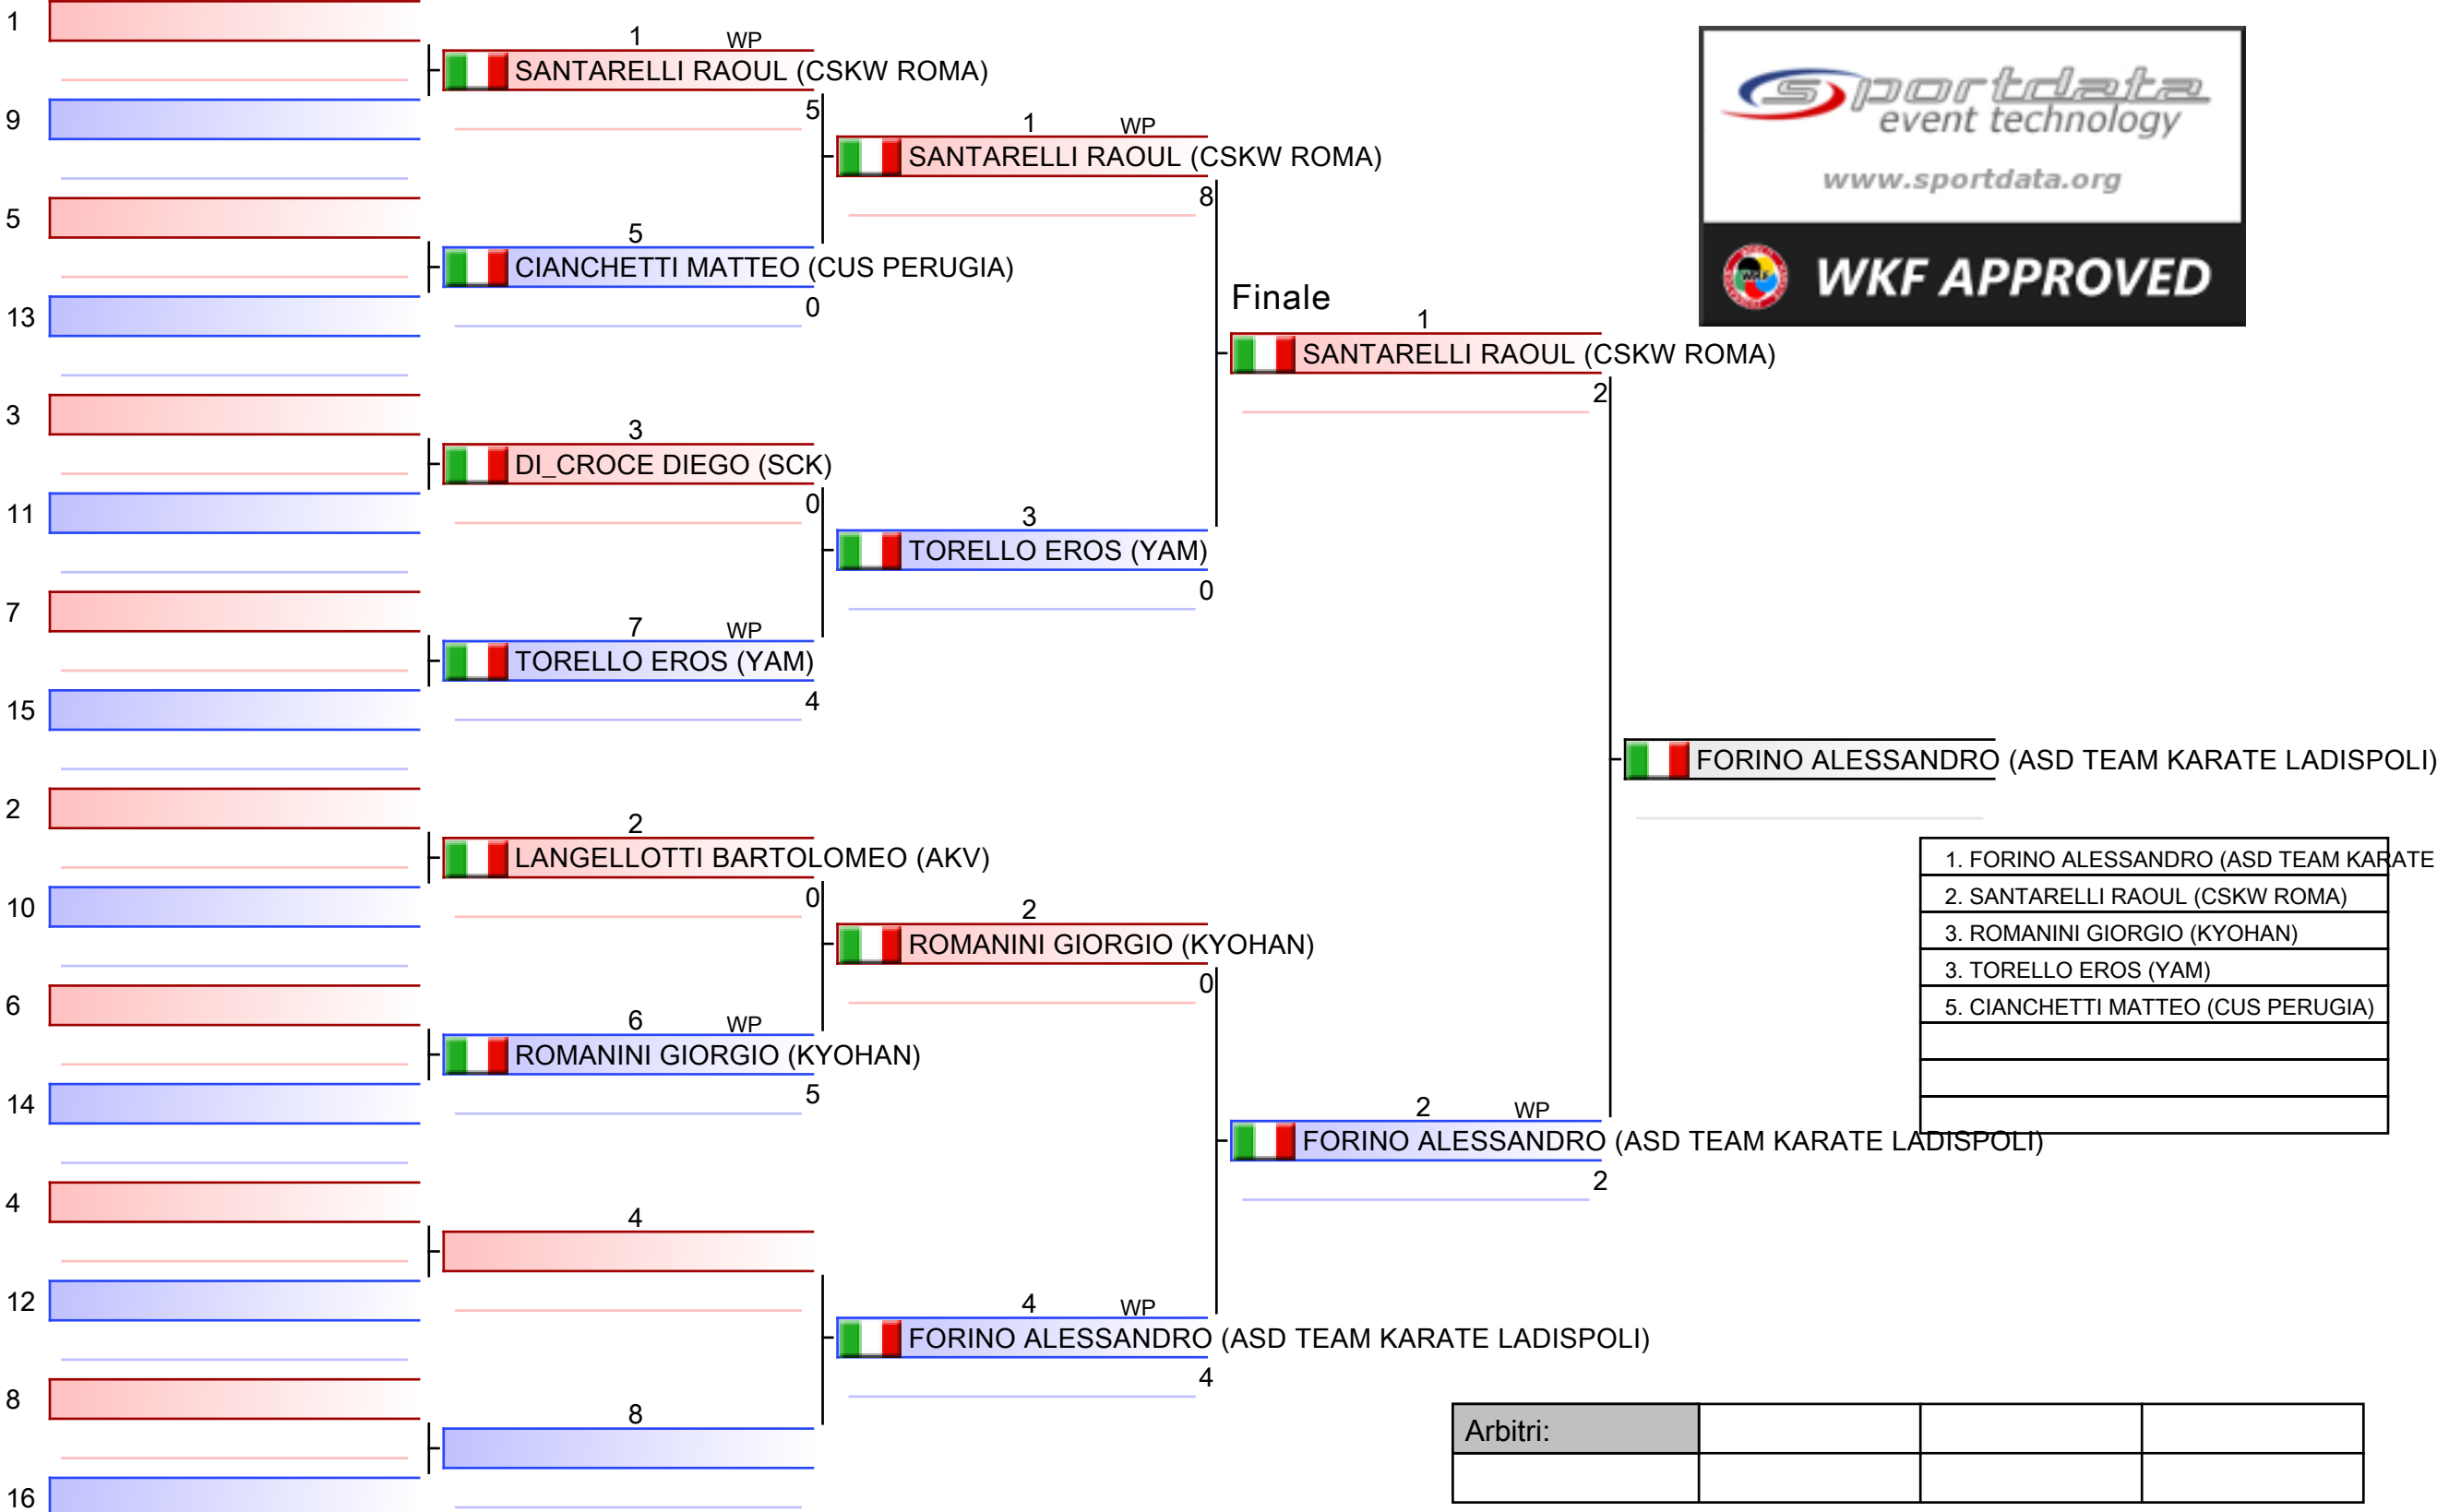 1
1 WP
SANTARELLI RAOUL (CSKW ROMA)
5
9
1 WP
SANTARELLI RAOUL (CSKW ROMA)
8
5
5
CIANCHETTI MATTEO (CUS PERUGIA)
0
13
Finale
1
SANTARELLI RAOUL (CSKW ROMA)
2
3
3
DI_CROCE DIEGO (SCK)
0
11
3
TORELLO EROS (YAM)
0
7
7 WP
TORELLO EROS (YAM)
4
15
FORINO ALESSANDRO (ASD TEAM KARATE LADISPOLI)
2
2
LANGELLOTTI BARTOLOMEO (AKV)
0
10
2
ROMANINI GIORGIO (KYOHAN)
0
6
6 WP
ROMANINI GIORGIO (KYOHAN)
5
14
2 WP
FORINO ALESSANDRO (ASD TEAM KARATE LADISPOLI)
2
4
4
12
4 WP
FORINO ALESSANDRO (ASD TEAM KARATE LADISPOLI)
4
8
8
16
sportdata
event technology
www.sportdata.org
WKF
WKF APPROVED
1. FORINO ALESSANDRO (ASD TEAM KARATE
2. SANTARELLI RAOUL (CSKW ROMA)
3. ROMANINI GIORGIO (KYOHAN)
3. TORELLO EROS (YAM)
5. CIANCHETTI MATTEO (CUS PERUGIA)
Arbitri: